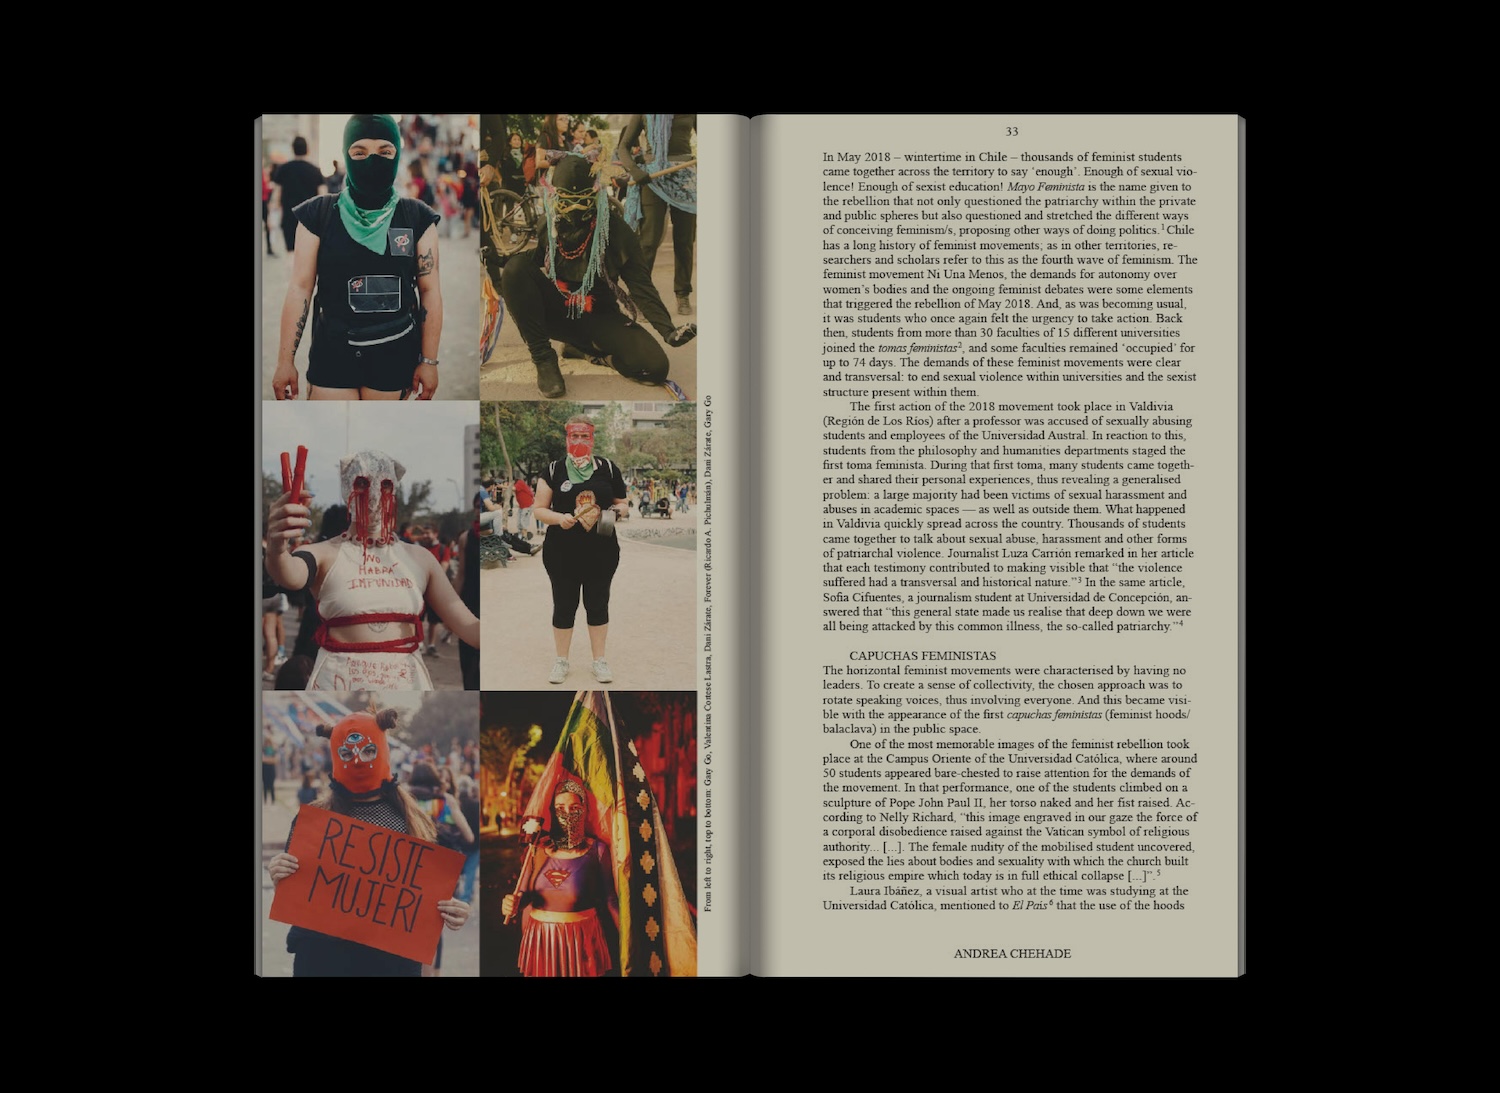 NO
HABRÁ
IMPUNIDAD
RESISTE
MUJER!
From left to right, top to bottom: Gary Go, Valentina Cortese Lastra, Dani Zárate, Forever (Ricardo A. Pichulmán), Dani Zárate, Gary Go
33
In May 2018 – wintertime in Chile – thousands of feminist students
came together across the territory to say ‘enough’. Enough of sexual vio-
lence! Enough of sexist education! Mayo Feminista is the name given to
the rebellion that not only questioned the patriarchy within the private
and public spheres but also questioned and stretched the different ways
of conceiving feminism/s, proposing other ways of doing politics.1 Chile
has a long history of feminist movements; as in other territories, re-
searchers and scholars refer to this as the fourth wave of feminism. The
feminist movement Ni Una Menos, the demands for autonomy over
women’s bodies and the ongoing feminist debates were some elements
that triggered the rebellion of May 2018. And, as was becoming usual,
it was students who once again felt the urgency to take action. Back
then, students from more than 30 faculties of 15 different universities
joined the tomas feministas2, and some faculties remained ‘occupied’ for
up to 74 days. The demands of these feminist movements were clear
and transversal: to end sexual violence within universities and the sexist
structure present within them.
The first action of the 2018 movement took place in Valdivia
(Región de Los Ríos) after a professor was accused of sexually abusing
students and employees of the Universidad Austral. In reaction to this,
students from the philosophy and humanities departments staged the
first toma feminista. During that first toma, many students came togeth-
er and shared their personal experiences, thus revealing a generalised
problem: a large majority had been victims of sexual harassment and
abuses in academic spaces — as well as outside them. What happened
in Valdivia quickly spread across the country. Thousands of students
came together to talk about sexual abuse, harassment and other forms
of patriarchal violence. Journalist Luza Carrión remarked in her article
that each testimony contributed to making visible that “the violence
suffered had a transversal and historical nature.”3 In the same article,
Sofia Cifuentes, a journalism student at Universidad de Concepción, an-
swered that “this general state made us realise that deep down we were
all being attacked by this common illness, the so-called patriarchy.”4
CAPUCHAS FEMINISTAS
The horizontal feminist movements were characterised by having no
leaders. To create a sense of collectivity, the chosen approach was to
rotate speaking voices, thus involving everyone. And this became visi-
ble with the appearance of the first capuchas feministas (feminist hoods/
balaclava) in the public space.
One of the most memorable images of the feminist rebellion took
place at the Campus Oriente of the Universidad Católica, where around
50 students appeared bare-chested to raise attention for the demands of
the movement. In that performance, one of the students climbed on a
sculpture of Pope John Paul II, her torso naked and her fist raised. Ac-
cording to Nelly Richard, “this image engraved in our gaze the force of
a corporal disobedience raised against the Vatican symbol of religious
authority... [...]. The female nudity of the mobilised student uncovered,
exposed the lies about bodies and sexuality with which the church built
its religious empire which today is in full ethical collapse [...]”.5
Laura Ibáñez, a visual artist who at the time was studying at the
Universidad Católica, mentioned to El País6 that the use of the hoods
ANDREA CHEHADE